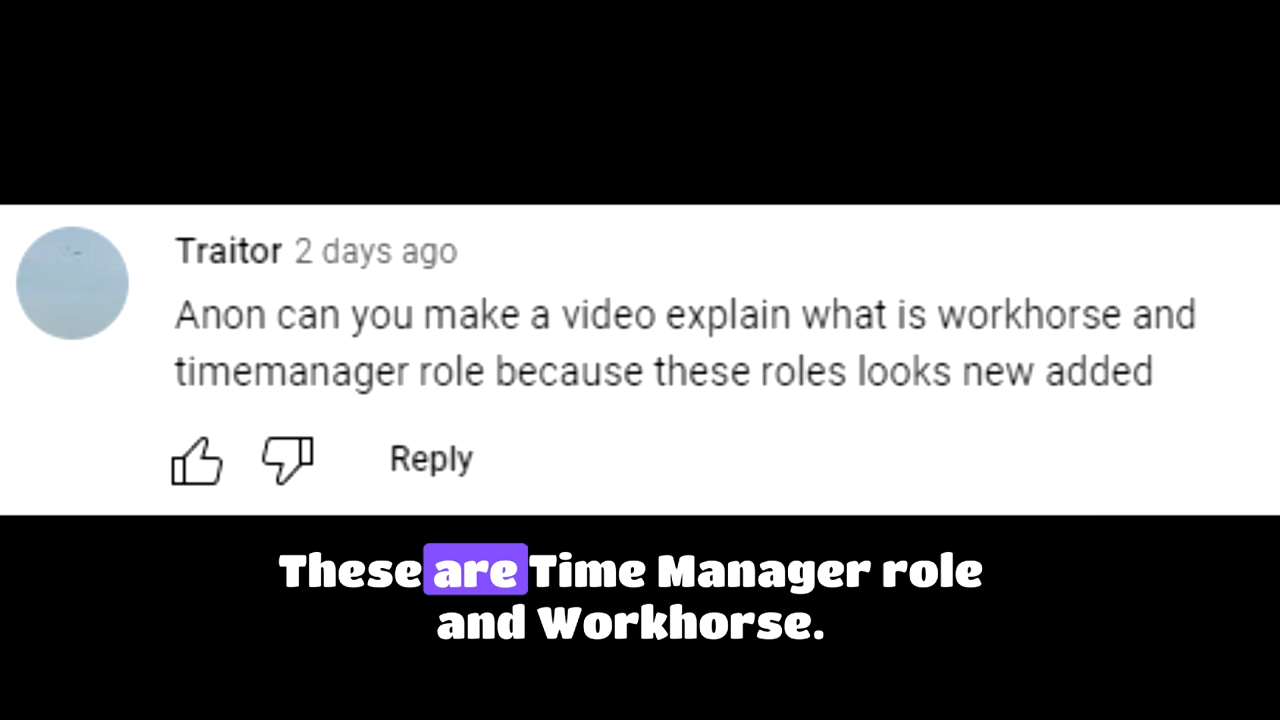 Traitor 2 days ago
Anon can you make a video explain what is workhorse and
timemanager role because these roles looks new added
Reply
These are Time Manager role
and Workhorse.